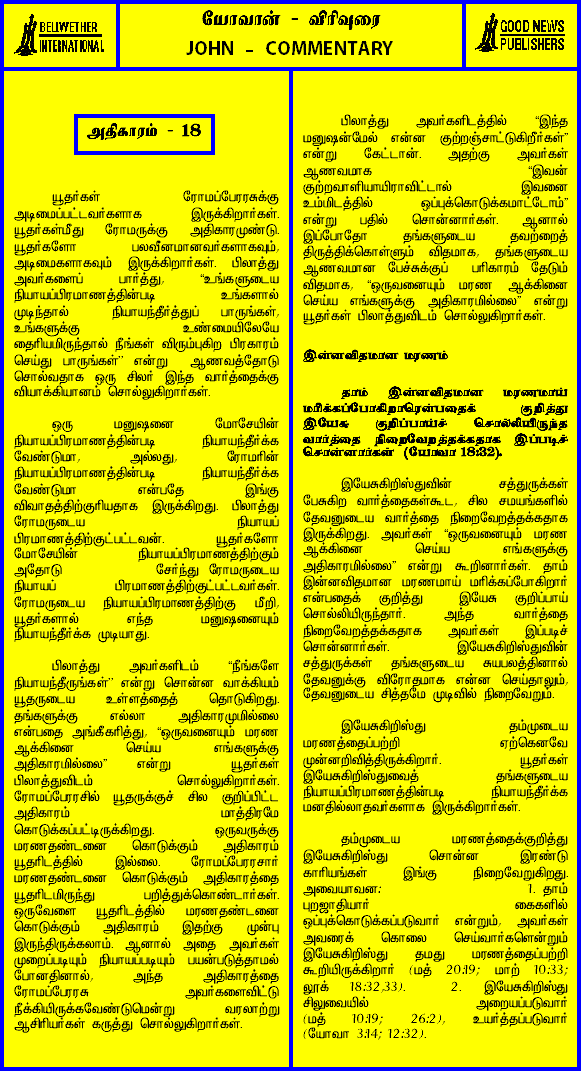 BELLWETHER
INTERNATIONAL
யோவான் - விரிவுரை
JOHN - COMMENTARY
GOOD NEWS
PUBLISHERS
அதிகாரம் - 18
யூதர்கள் ரோமப்பேரரசுக்கு
அடிமைப்பட்டவர்களாக இருக்கிறார்கள்.
யூதர்கள்மீது ரோமருக்கு அதிகாரமுண்டு.
யூதர்களோ பலவீனமானவர்களாகவும்,
அடிமைகளாகவும் இருக்கிறார்கள். பிலாத்து
அவர்களைப் பார்த்து, “உங்களுடைய
நியாயப்பிரமாணத்தின்படி உங்களால்
முடிந்தால் நியாயந்தீர்த்துப் பாருங்கள்,
உங்களுக்கு உண்மையிலேயே
தைரியமிருந்தால் நீங்கள் விரும்புகிற பிரகாரம்
செய்து பாருங்கள்’’ என்று ஆணவத்தோடு
சொல்வதாக ஒரு சிலர் இந்த வார்த்தைக்கு
வியாக்கியானம் சொல்லுகிறார்கள்.
ஒரு மனுஷனை மோசேயின்
நியாயப்பிரமாணத்தின்படி நியாயந்தீர்க்க
வேண்டுமா, அல்லது, ரோமரின்
நியாயப்பிரமாணத்தின்படி நியாயந்தீர்க்க
வேண்டுமா என்பதே இங்கு
விவாதத்திற்குரியதாக இருக்கிறது. பிலாத்து
ரோமருடைய நியாயப்
பிரமாணத்திற்குட்பட்டவன். யூதர்களோ
மோசேயின் நியாயப்பிரமாணத்திற்கும்
அதோடு சேர்ந்து ரோமருடைய
நியாயப் பிரமாணத்திற்குட்பட்டவர்கள்.
ரோமருடைய நியாயப்பிரமாணத்திற்கு மீறி,
யூதர்களால் எந்த மனுஷனையும்
நியாயந்தீர்க்க முடியாது.
பிலாத்து அவர்களிடம் “நீங்களே
நியாயந்தீருங்கள்’’ என்று சொன்ன வாக்கியம்
யூதருடைய உள்ளத்தைத் தொடுகிறது.
தங்களுக்கு எல்லா அதிகாரமுமில்லை
என்பதை அங்கீகரித்து, “ஒருவனையும் மரண
ஆக்கினை செய்ய எங்களுக்கு
அதிகாரமில்லை” என்று யூதர்கள்
பிலாத்துவிடம் சொல்லுகிறார்கள்.
ரோமப்பேரரசில் யூதருக்குச் சில குறிப்பிட்ட
அதிகாரம் மாத்திரமே
கொடுக்கப்பட்டிருக்கிறது. ஒருவருக்கு
மரணதண்டனை கொடுக்கும் அதிகாரம்
யூதரிடத்தில் இல்லை. ரோமப்பேரரசார்
மரணதண்டனை கொடுக்கும் அதிகாரத்தை
யூதரிடமிருந்து பறித்துக்கொண்டார்கள்.
ஒருவேளை யூதரிடத்தில் மரணதண்டனை
கொடுக்கும் அதிகாரம் இதற்கு முன்பு
இருந்திருக்கலாம். ஆனால் அதை அவர்கள்
முறைப்படியும் நியாயப்படியும் பயன்படுத்தாமல்
போனதினால், அந்த அதிகாரத்தை
ரோமப்பேரரசு அவர்களைவிட்டு
நீக்கியிருக்கவேண்டுமென்று வரலாற்று
ஆசிரியர்கள் கருத்து சொல்லுகிறார்கள்.
பிலாத்து அவர்களிடத்தில் “இந்த
மனுஷன்மேல் என்ன குற்றஞ்சாட்டுகிறீர்கள்”
என்று கேட்டான். அதற்கு அவர்கள்
ஆணவமாக “இவன்
குற்றவாளியாயிராவிட்டால் இவனை
உம்மிடத்தில் ஒப்புக்கொடுக்கமாட்டோம்”
என்று பதில் சொன்னார்கள். ஆனால்
இப்போதோ தங்களுடைய தவற்றைத்
திருத்திக்கொள்ளும் விதமாக, தங்களுடைய
ஆணவமான பேச்சுக்குப் பரிகாரம் தேடும்
விதமாக, “ஒருவனையும் மரண ஆக்கினை
செய்ய எங்களுக்கு அதிகாரமில்லை” என்று
யூதர்கள் பிலாத்துவிடம் சொல்லுகிறார்கள்.
இன்னவிதமான மரணம்
தாம் இன்னவிதமான மரணமாய்
மரிக்கப்போகிறாரென்பதைக் குறித்து
இயேசு குறிப்பாய்ச் சொல்லியிருந்த
வார்த்தை நிறைவேறத்தக்கதாக இப்படிச்
சொன்னார்கள் (யோவா 18:32).
இயேசுகிறிஸ்துவின் சத்துருக்கள்
பேசுகிற வார்த்தைகள்கூட, சில சமயங்களில்
தேவனுடைய வார்த்தை நிறைவேறத்தக்கதாக
இருக்கிறது. அவர்கள் “ஒருவனையும் மரண
ஆக்கினை செய்ய எங்களுக்கு
அதிகாரமில்லை” என்று கூறினார்கள். தாம்
இன்னவிதமான மரணமாய் மரிக்கப்போகிறார்
என்பதைக் குறித்து இயேசு குறிப்பாய்
சொல்லியிருந்தார். அந்த வார்த்தை
நிறைவேறத்தக்கதாக அவர்கள் இப்படிச்
சொன்னார்கள். இயேசுகிறிஸ்துவின்
சத்துருக்கள் தங்களுடைய சுயபலத்தினால்
தேவனுக்கு விரோதமாக என்ன செய்தாலும்,
தேவனுடைய சித்தமே முடிவில் நிறைவேறும்.
இயேசுகிறிஸ்து தம்முடைய
மரணத்தைப்பற்றி ஏற்கெனவே
முன்னறிவித்திருக்கிறார். யூதர்கள்
இயேசுகிறிஸ்துவைத் தங்களுடைய
நியாயப்பிரமாணத்தின்படி நியாயந்தீர்க்க
மனதில்லாதவர்களாக இருக்கிறார்கள்.
தம்முடைய மரணத்தைக்குறித்து
இயேசுகிறிஸ்து சொன்ன இரண்டு
காரியங்கள் இங்கு நிறைவேறுகிறது.
அவையாவன: 1. தாம்
புறஜாதியார் கைகளில்
ஒப்புக்கொடுக்கப்படுவார் என்றும், அவர்கள்
அவரைக் கொலை செய்வார்களென்றும்
இயேசுகிறிஸ்து தமது மரணத்தைப்பற்றி
கூறியிருக்கிறார் (மத் 20:19; மாற் 10:33;
லூக் 18:32,33). 2. இயேசுகிறிஸ்து
சிலுவையில் அறையப்படுவார்
(மத் 10:19; 26:2), உயர்த்தப்படுவார்
(யோவா 3:14; 12:32).